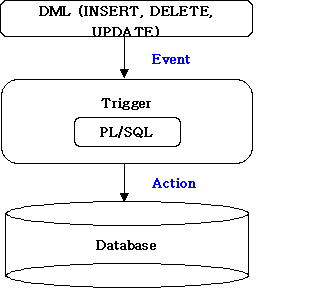 DML (INSERT, DELETE,
UPDATE)
Event
Trigger
PL/SQL
Action
Database